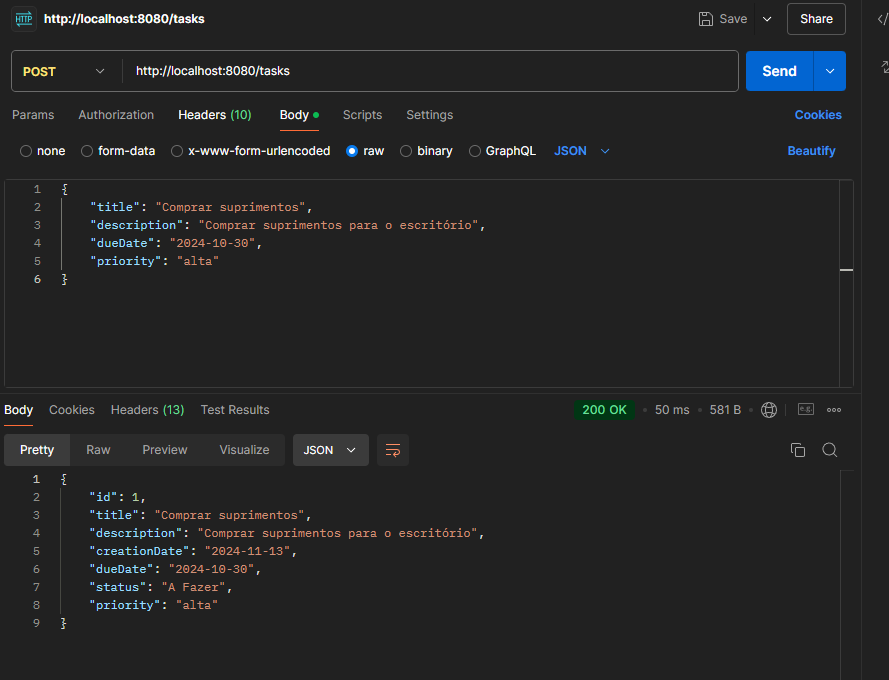 HTTP http://localhost:8080/tasks Save Share
POST http://localhost:8080/tasks Send
Params Authorization Headers (10) Body Scripts Settings Cookies
none form-data x-www-form-urlencoded raw binary GraphQL JSON Beautify
1 {
2 "title": "Comprar suprimentos",
3 "description": "Comprar suprimentos para o escritório",
4 "dueDate": "2024-10-30",
5 "priority": "alta"
6 }
Body Cookies Headers (13) Test Results 200 OK 50 ms 581 B e.g.
Pretty Raw Preview Visualize JSON
1 {
2 "id": 1,
3 "title": "Comprar suprimentos",
4 "description": "Comprar suprimentos para o escritório",
5 "creationDate": "2024-11-13",
6 "dueDate": "2024-10-30",
7 "status": "A Fazer",
8 "priority": "alta"
9 }